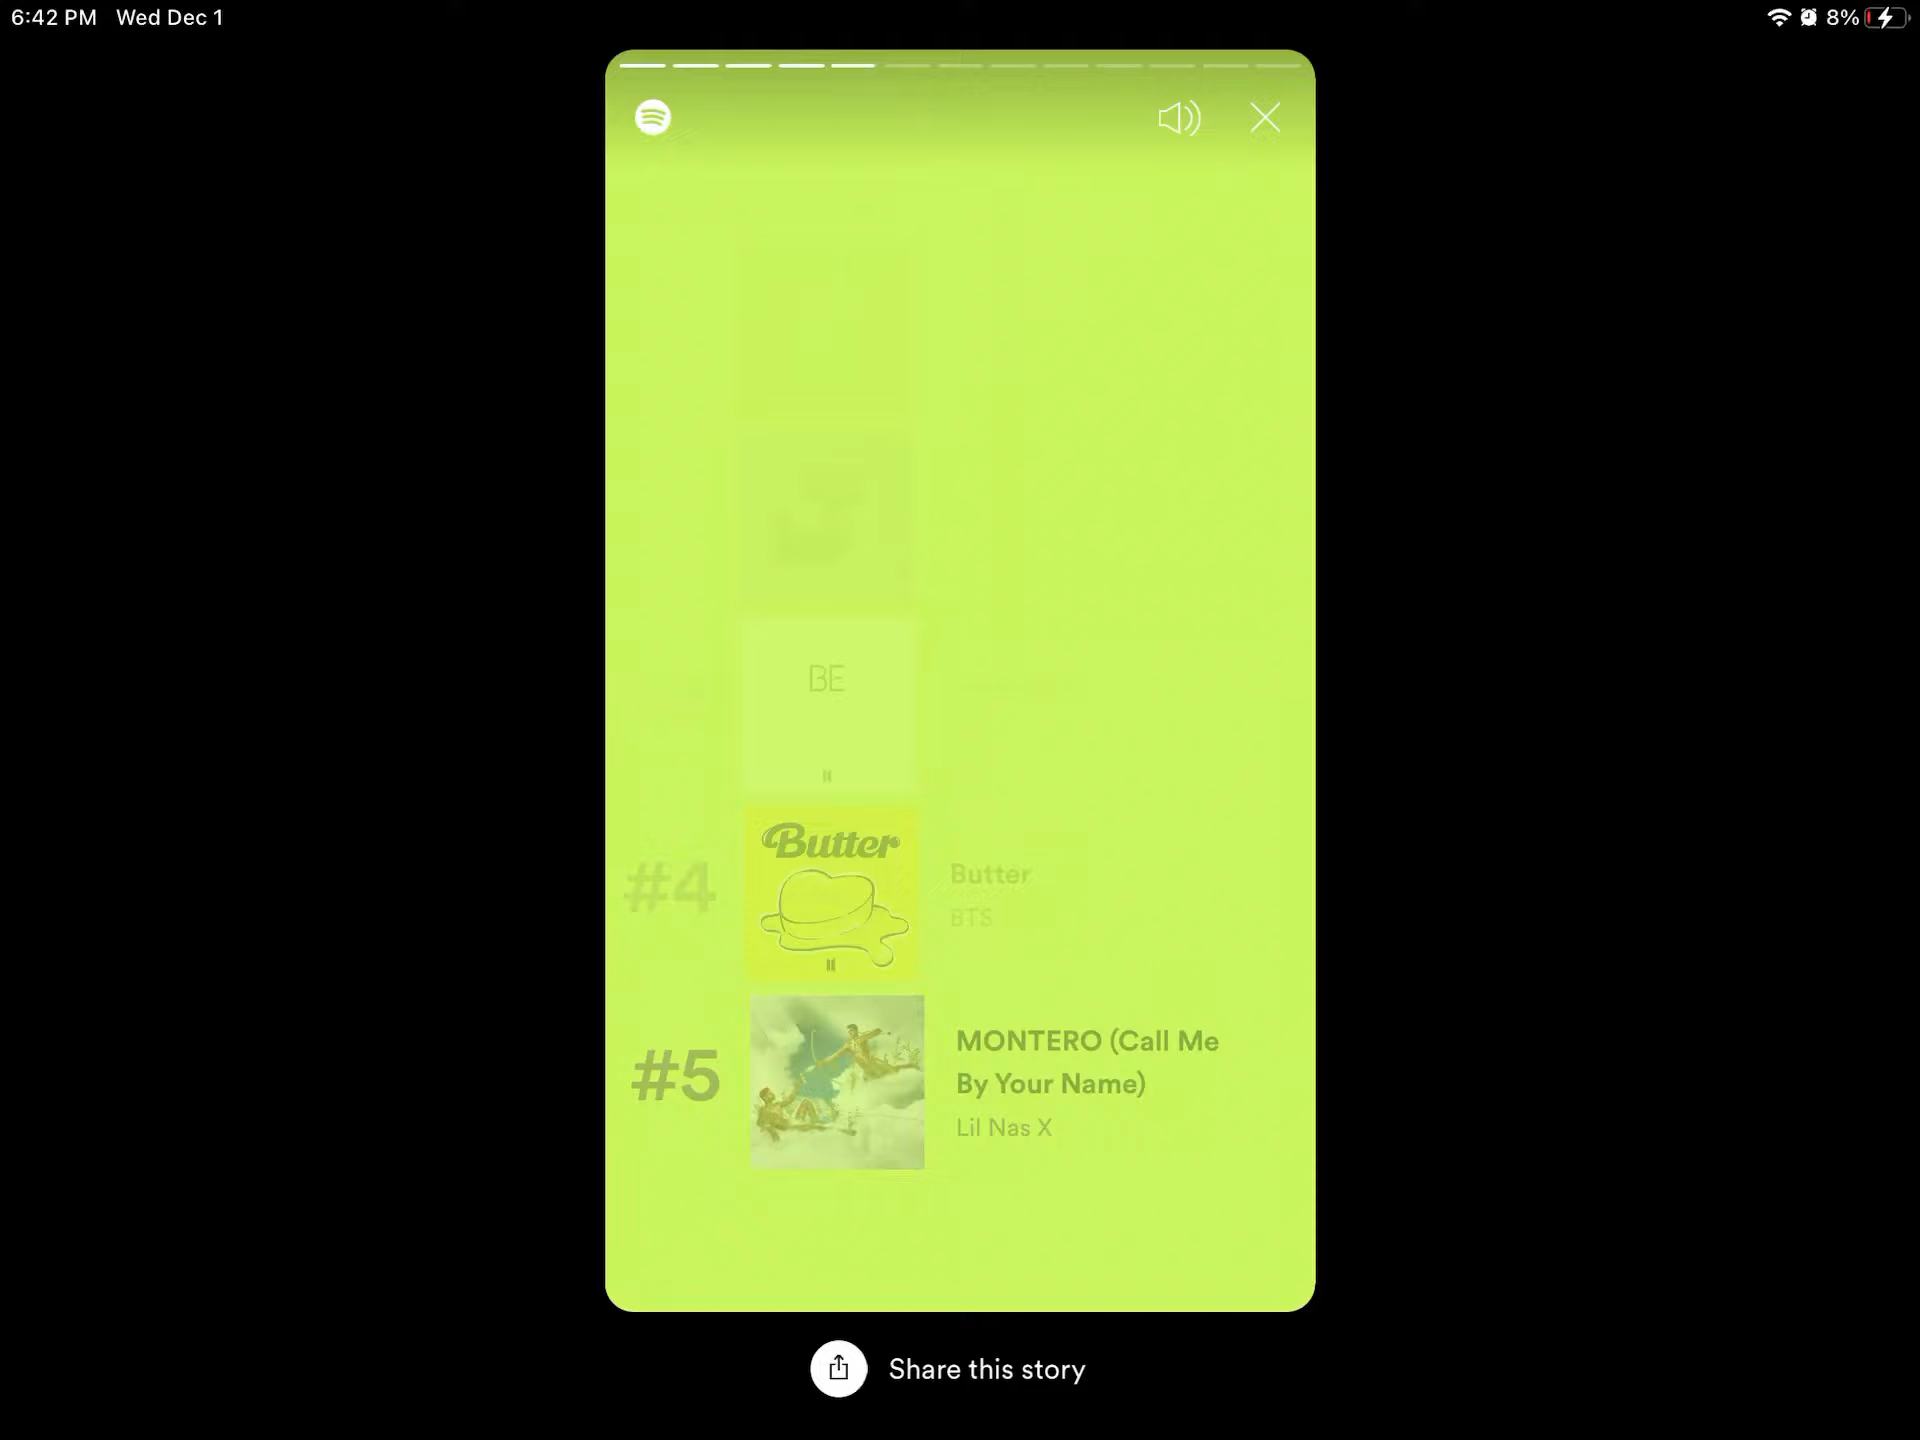 6:42 PM Wed Dec 1
8%
BE
Butter
#4
Butter
BTS
#5
MONTERO (Call Me
By Your Name)
Lil Nas X
Share this story